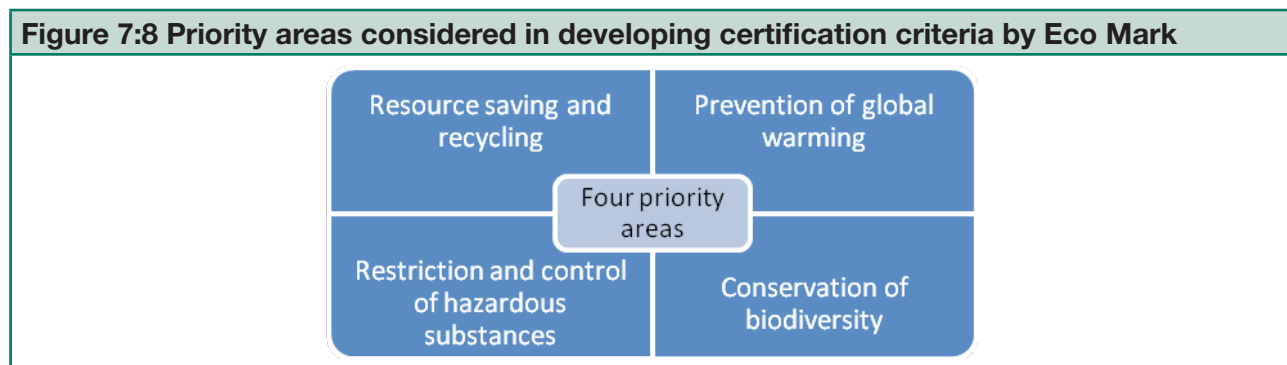 Figure 7:8 Priority areas considered in developing certification criteria by Eco Mark
Resource saving and
recycling
Prevention of global
warming
Four priority
areas
Restriction and control
of hazardous
substances
Conservation of
biodiversity